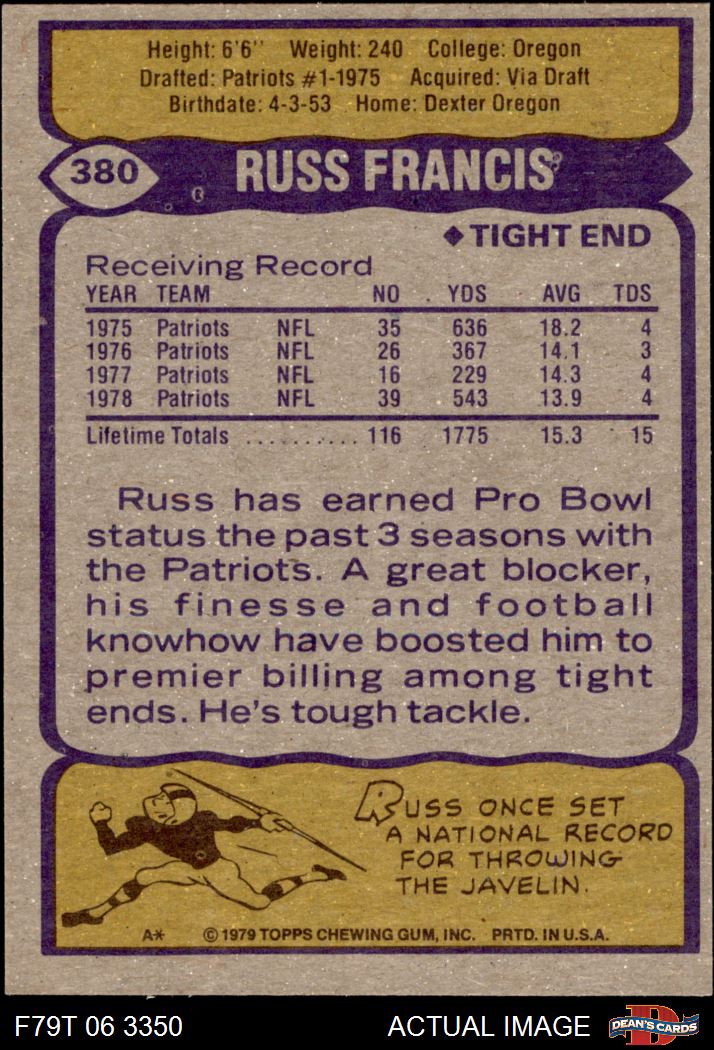 Height: 6'6'' Weight: 240 College: Oregon
Drafted: Patriots #1-1975 Acquired: Via Draft
Birthdate: 4-3-53 Home: Dexter Oregon
380 RUSS FRANCIS
◆TIGHT END
Receiving Record
YEAR TEAM NO YDS AVG TDS
1975 Patriots NFL 35 636 18.2 4
1976 Patriots NFL 26 367 14.1 3
1977 Patriots NFL 16 229 14.3 4
1978 Patriots NFL 39 543 13.9 4
Lifetime Totals .......... 116 1775 15.3 15
Russ has earned Pro Bowl
status the past 3 seasons with
the Patriots. A great blocker,
his finesse and football
knowhow have boosted him to
premier billing among tight
ends. He's tough tackle.
RUSS ONCE SET
A NATIONAL RECORD
FOR THROWING
THE JAVELIN.
A* © 1979 TOPPS CHEWING GUM, INC. PRTD. IN U.S.A.
F79T 06 3350 ACTUAL IMAGE DEAN'S CARDS